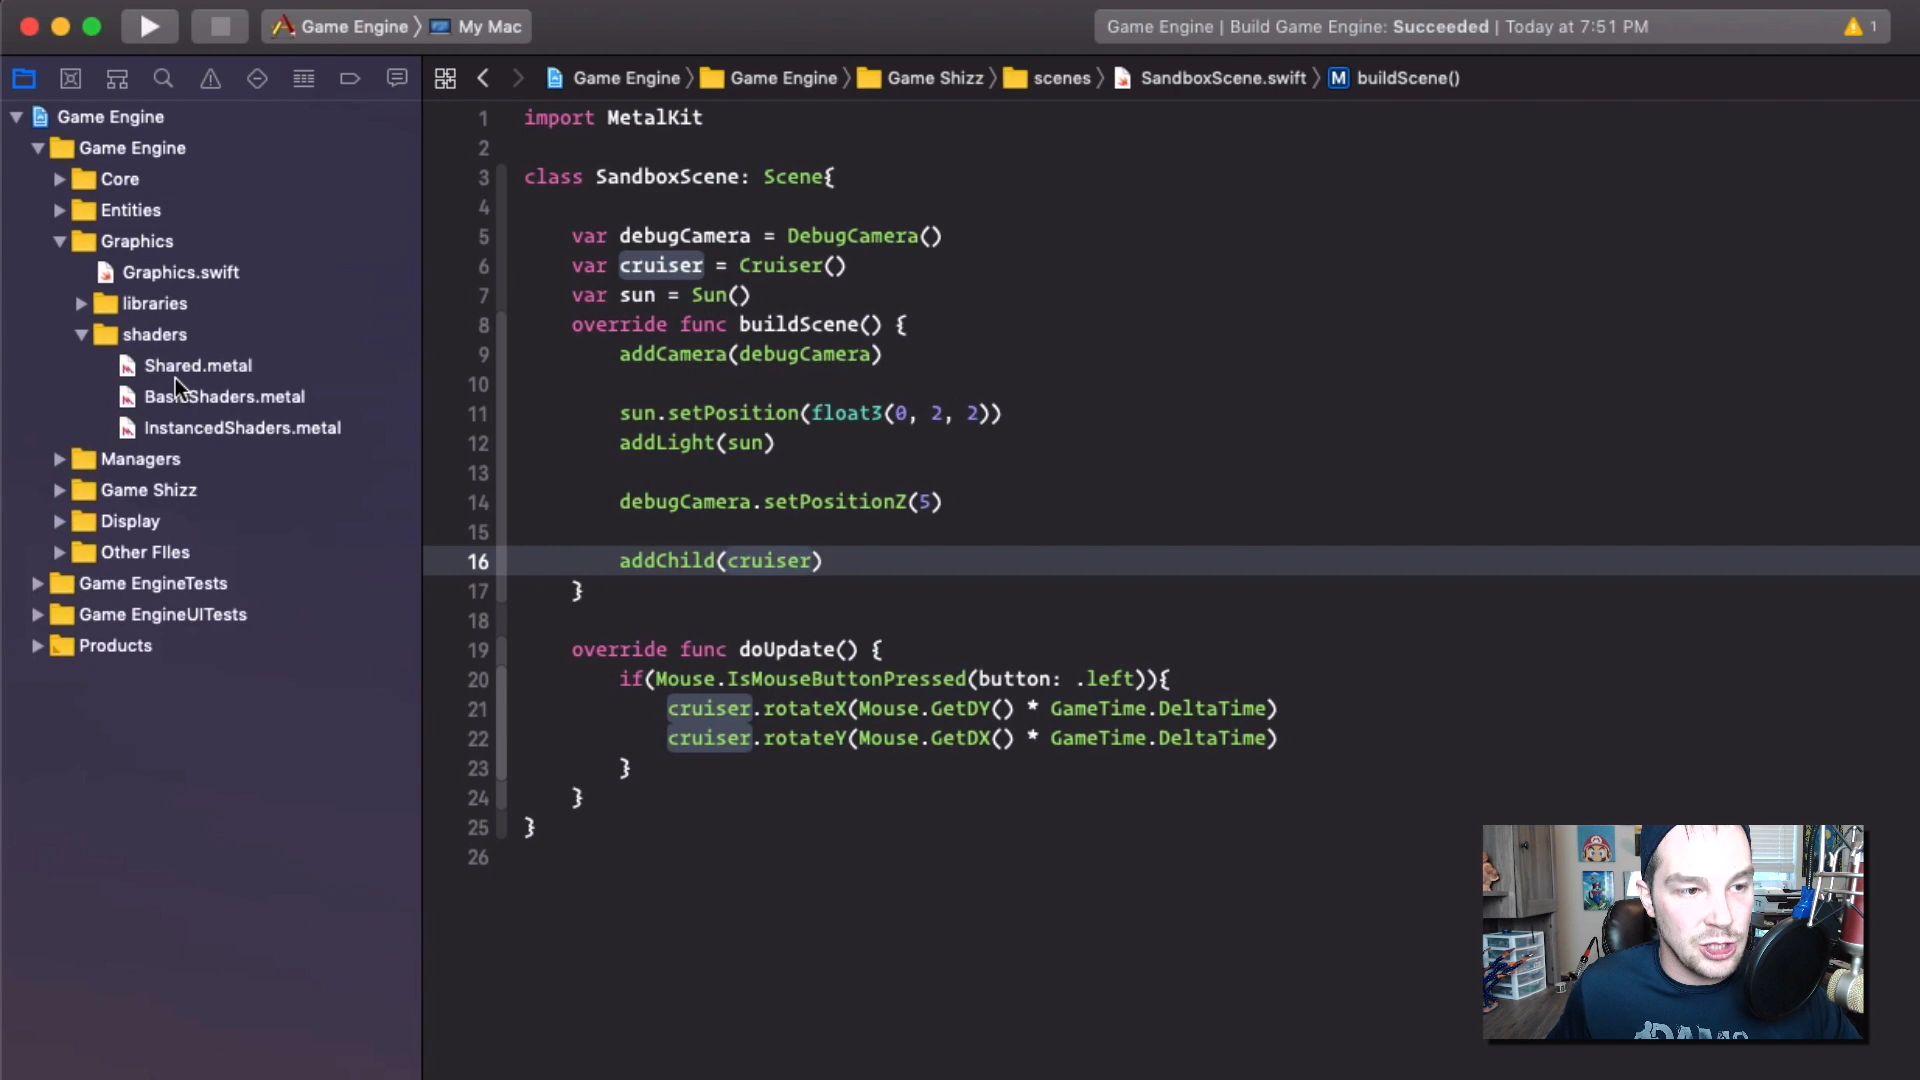 Game Engine 〉 My Mac
Game Engine | Build Game Engine: Succeeded | Today at 7:51 PM
1
Game Engine 〉 Game Engine 〉 Game Shizz 〉 scenes 〉 SandboxScene.swift 〉 M buildScene()
Game Engine
Game Engine
Core
Entities
Graphics
Graphics.swift
libraries
shaders
Shared.metal
InstancedShaders.metal
Managers
Game Shizz
Display
Other FIles
Game EngineTests
Game EngineUITests
Products
1 import MetalKit
2
3 class SandboxScene: Scene{
4
5 var debugCamera = DebugCamera()
6 var cruiser = Cruiser()
7 var sun = Sun()
8 override func buildScene() {
9 addCamera(debugCamera)
10
11 sun.setPosition(float3(0, 2, 2))
12 addLight(sun)
13
14 debugCamera.setPositionZ(5)
15
16 addChild(cruiser)
17 }
18
19 override func doUpdate() {
20 if(Mouse.IsMouseButtonPressed(button: .left)){
21 cruiser.rotateX(Mouse.GetDY() * GameTime.DeltaTime)
22 cruiser.rotateY(Mouse.GetDX() * GameTime.DeltaTime)
23 }
24 }
25 }
26